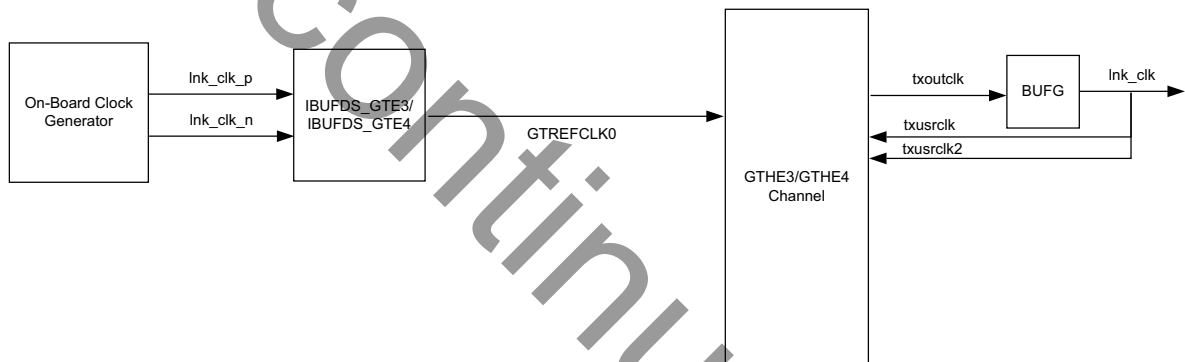 On-Board Clock
Generator
lnk_clk_p
lnk_clk_n
IBUFDS_GTE3/
IBUFDS_GTE4
GTREFCLK0
GTHE3/GTHE4
Channel
txoutclk
BUFG
lnk_clk
txusrclk
txusrclk2
continu